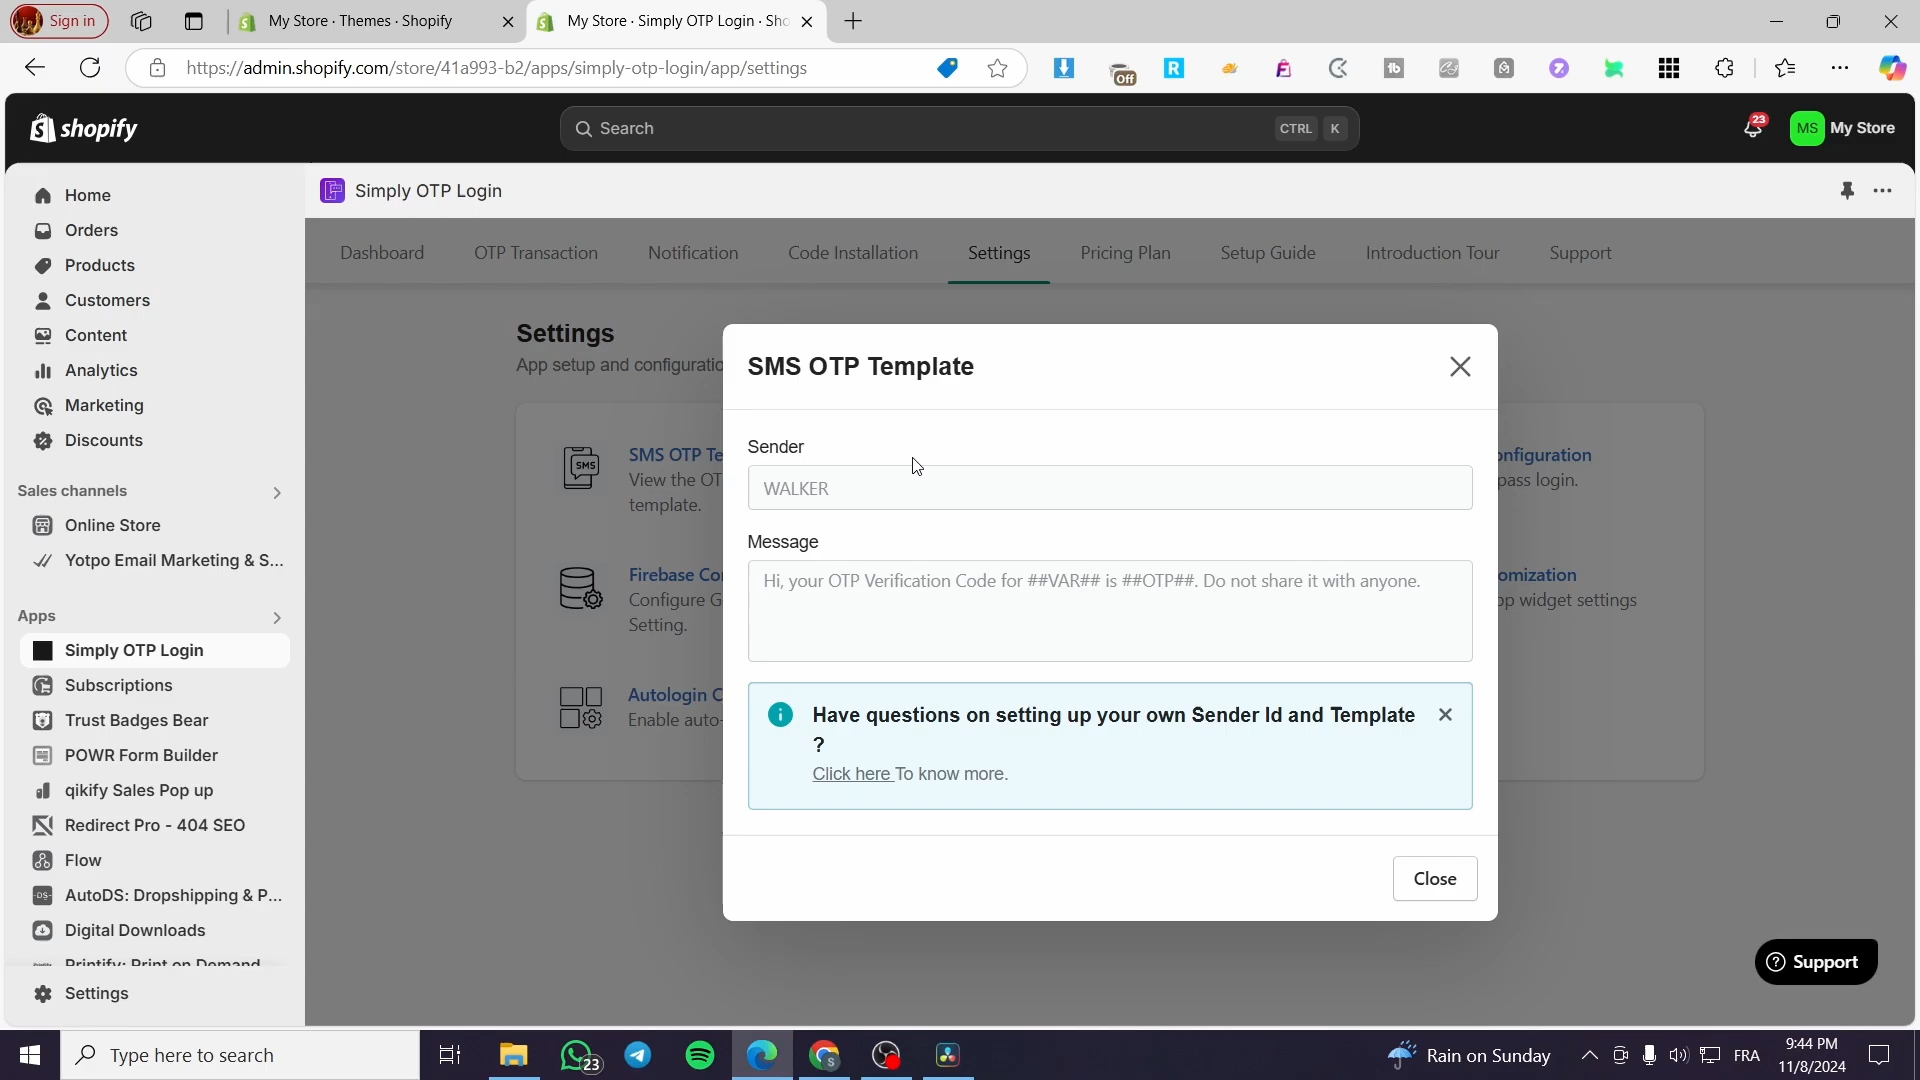 Sign in
My Store · Themes · Shopify
My Store · Simply OTP Login · Sho
https://admin.shopify.com/store/41a993-b2/apps/simply-otp-login/app/settings
Off
shopify
Search
CTRL K
23
MS My Store
Home
Orders
Products
Customers
Content
Analytics
Marketing
Discounts
Sales channels
Online Store
Yotpo Email Marketing & S...
Apps
Simply OTP Login
Subscriptions
Trust Badges Bear
POWR Form Builder
qikify Sales Pop up
Redirect Pro - 404 SEO
Flow
AutoDS: Dropshipping & P...
Digital Downloads
Printify: Print on Demand
Settings
Simply OTP Login
Dashboard
OTP Transaction
Notification
Code Installation
Settings
Pricing Plan
Setup Guide
Introduction Tour
Support
Settings
App setup and configuratio
SMS
SMS OTP Te
View the OT
template.
Firebase Co
Configure G
Setting.
Autologin C
Enable auto-
onfiguration
pass login.
omization
op widget settings
SMS OTP Template
Sender
WALKER
Message
Hi, your OTP Verification Code for ##VAR## is ##OTP##. Do not share it with anyone.
Have questions on setting up your own Sender Id and Template
?
Click here To know more.
Close
Support
Type here to search
23
Rain on Sunday
FRA
9:44 PM
11/8/2024